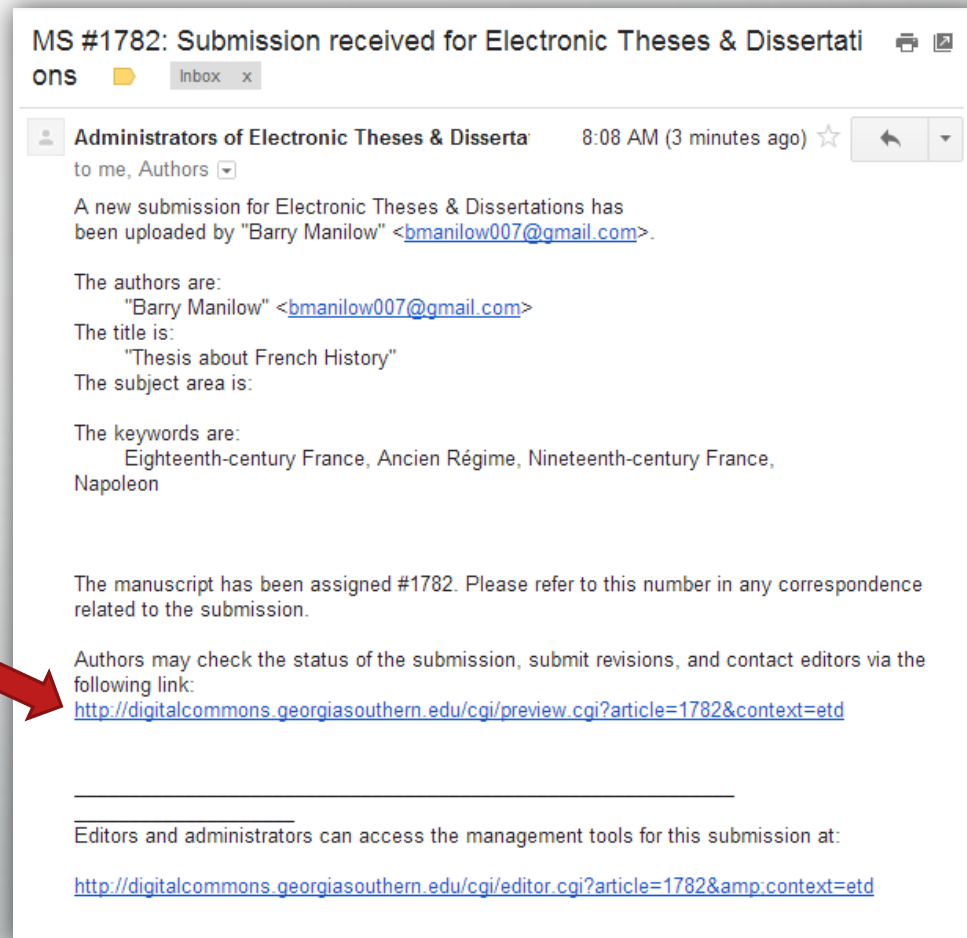 MS #1782: Submission received for Electronic Theses & Dissertati
ons Inbox x
Administrators of Electronic Theses & Disserta 8:08 AM (3 minutes ago)
to me, Authors
A new submission for Electronic Theses & Dissertations has
been uploaded by "Barry Manilow" <bmanilow007@gmail.com>.
The authors are:
"Barry Manilow" <bmanilow007@gmail.com>
The title is:
"Thesis about French History"
The subject area is:
The keywords are:
Eighteenth-century France, Ancien Régime, Nineteenth-century France,
Napoleon
The manuscript has been assigned #1782. Please refer to this number in any correspondence
related to the submission.
Authors may check the status of the submission, submit revisions, and contact editors via the
following link:
http://digitalcommons.georgiasouthern.edu/cgi/preview.cgi?article=1782&context=etd
Editors and administrators can access the management tools for this submission at:
http://digitalcommons.georgiasouthern.edu/cgi/editor.cgi?article=1782&amp;context=etd